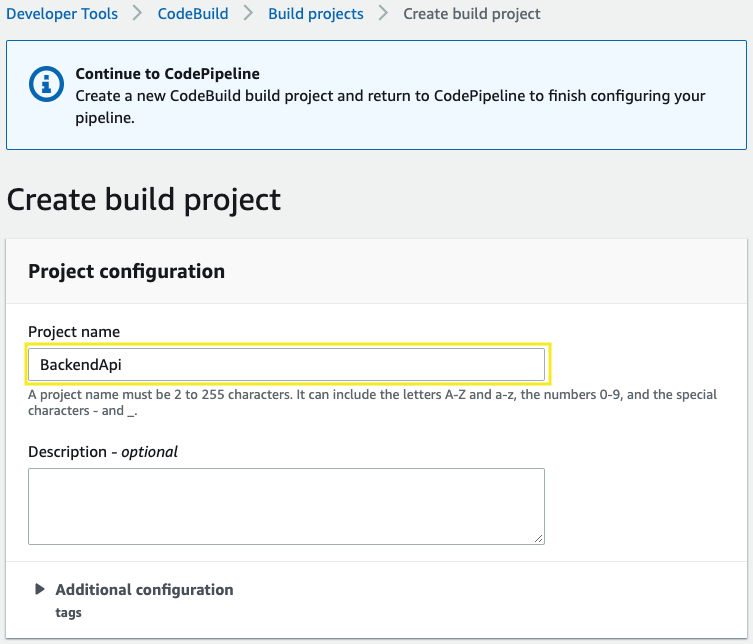 Developer Tools > CodeBuild > Build projects > Create build project
Continue to CodePipeline
Create a new CodeBuild build project and return to CodePipeline to finish configuring your
pipeline.
Create build project
Project configuration
Project name
BackendApi
A project name must be 2 to 255 characters. It can include the letters A-Z and a-z, the numbers 0-9, and the special
characters - and _.
Description - optional
Additional configuration
tags